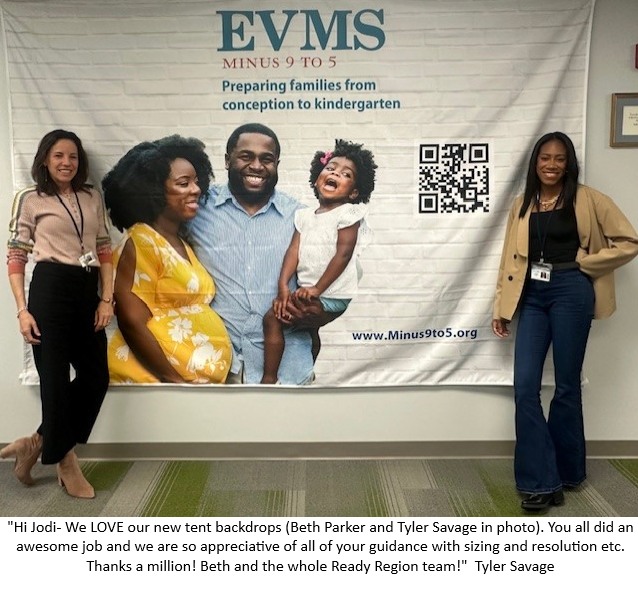 EVMS
MINUS 9 TO 5
Preparing families from
conception to kindergarten
www.Minus9to5.org
"Hi Jodi- We LOVE our new tent backdrops (Beth Parker and Tyler Savage in photo). You all did an
awesome job and we are so appreciative of all of your guidance with sizing and resolution etc.
Thanks a million! Beth and the whole Ready Region team!"  Tyler Savage